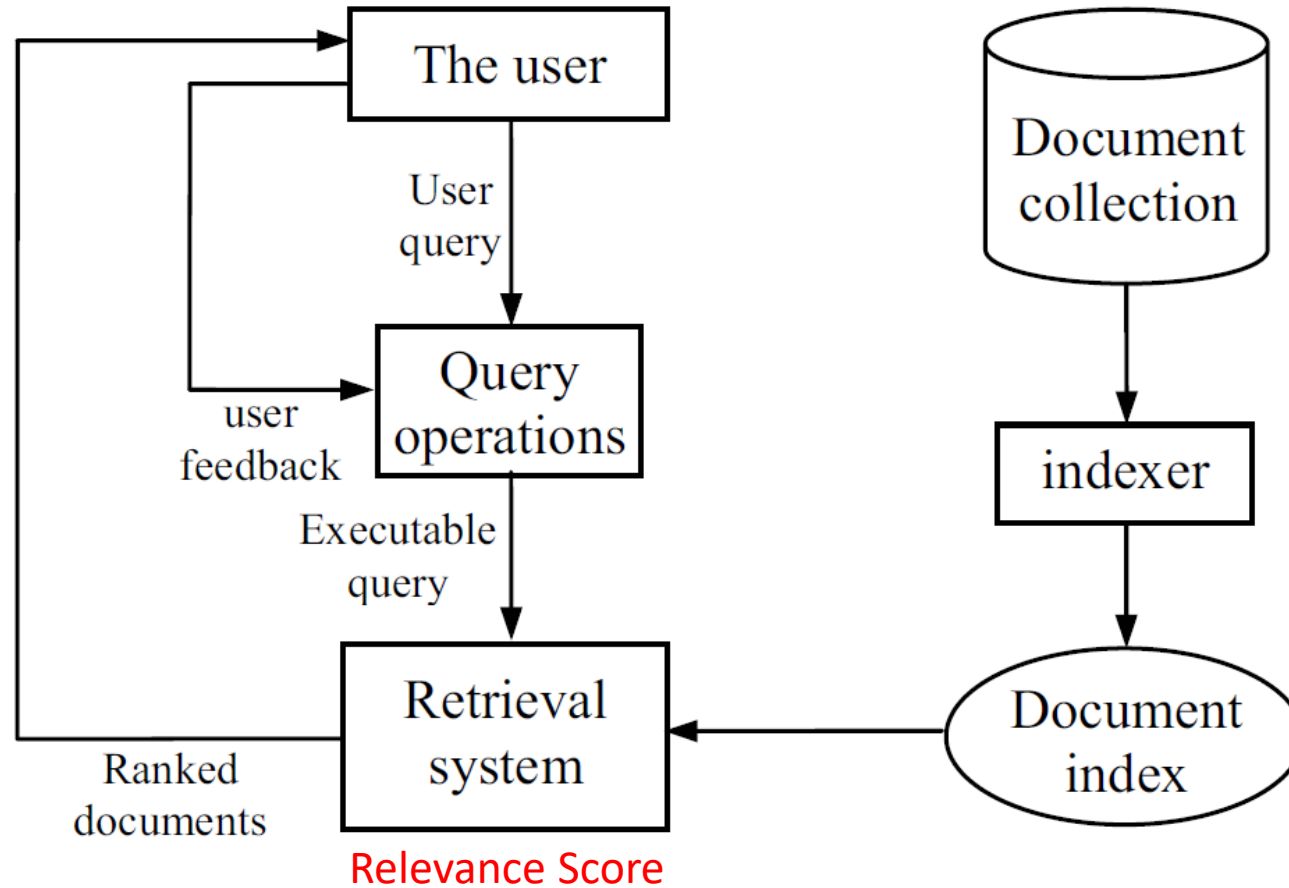 The user
Document
collection
User
query
Query
operations
user
feedback
indexer
Executable
query
Retrieval
system
Document
index
Ranked
documents
Relevance Score